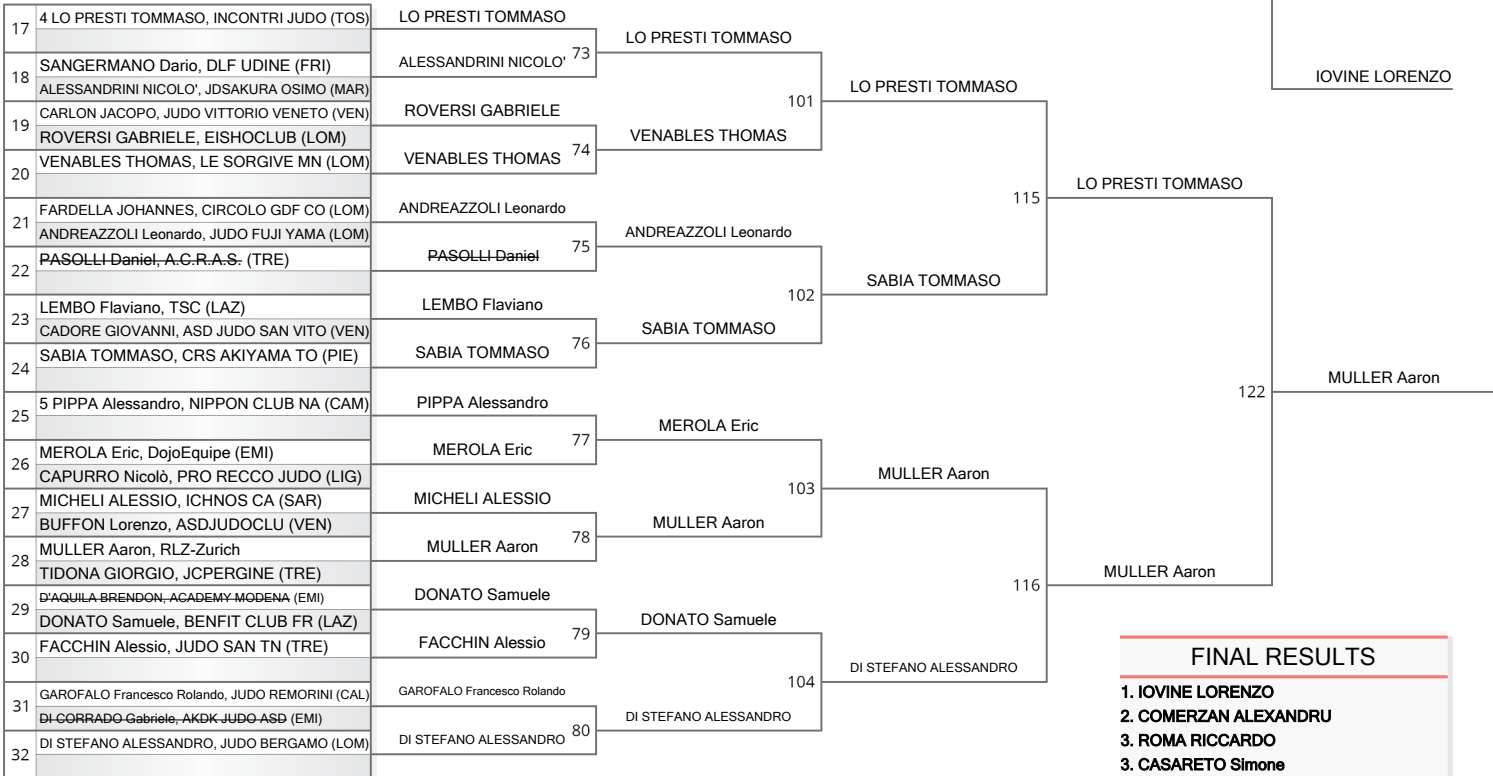 17
4 LO PRESTI TOMMASO, INCONTRI JUDO (TOS)
18
SANGERMANO Dario, DLF UDINE (FRI)
ALESSANDRINI NICOLO', JDSAKURA OSIMO (MAR)
19
CARLON JACOPO, JUDO VITTORIO VENETO (VEN)
ROVERSI GABRIELE, EISHOCLUB (LOM)
20
VENABLES THOMAS, LE SORGIVE MN (LOM)
21
FARDELLA JOHANNES, CIRCOLO GDF CO (LOM)
ANDREAZZOLI Leonardo, JUDO FUJI YAMA (LOM)
22
PASOLLI Daniel, A.C.R.A.S. (TRE)
23
LEMBO Flaviano, TSC (LAZ)
CADORE GIOVANNI, ASD JUDO SAN VITO (VEN)
24
SABIA TOMMASO, CRS AKIYAMA TO (PIE)
25
5 PIPPA Alessandro, NIPPON CLUB NA (CAM)
26
MEROLA Eric, DojoEquipe (EMI)
CAPURRO Nicolò, PRO RECCO JUDO (LIG)
27
MICHELI ALESSIO, ICHNOS CA (SAR)
BUFFON Lorenzo, ASDJUDOCLU (VEN)
28
MULLER Aaron, RLZ-Zurich
TIDONA GIORGIO, JCPERGINE (TRE)
29
D'AQUILA BRENDON, ACADEMY MODENA (EMI)
DONATO Samuele, BENFIT CLUB FR (LAZ)
30
FACCHIN Alessio, JUDO SAN TN (TRE)
31
GAROFALO Francesco Rolando, JUDO REMORINI (CAL)
DI CORRADO Gabriele, AKDK JUDO ASD (EMI)
32
DI STEFANO ALESSANDRO, JUDO BERGAMO (LOM)
LO PRESTI TOMMASO
73
ALESSANDRINI NICOLO'
ROVERSI GABRIELE
74
VENABLES THOMAS
ANDREAZZOLI Leonardo
75
PASOLLI Daniel
LEMBO Flaviano
76
SABIA TOMMASO
PIPPA Alessandro
77
MEROLA Eric
MICHELI ALESSIO
78
MULLER Aaron
DONATO Samuele
79
FACCHIN Alessio
GAROFALO Francesco Rolando
80
DI STEFANO ALESSANDRO
LO PRESTI TOMMASO
101
VENABLES THOMAS
ANDREAZZOLI Leonardo
102
SABIA TOMMASO
MEROLA Eric
103
MULLER Aaron
DONATO Samuele
104
DI STEFANO ALESSANDRO
LO PRESTI TOMMASO
115
SABIA TOMMASO
MULLER Aaron
116
DI STEFANO ALESSANDRO
LO PRESTI TOMMASO
122
MULLER Aaron
IOVINE LORENZO
MULLER Aaron
FINAL RESULTS
1. IOVINE LORENZO
2. COMERZAN ALEXANDRU
3. ROMA RICCARDO
3. CASARETO Simone